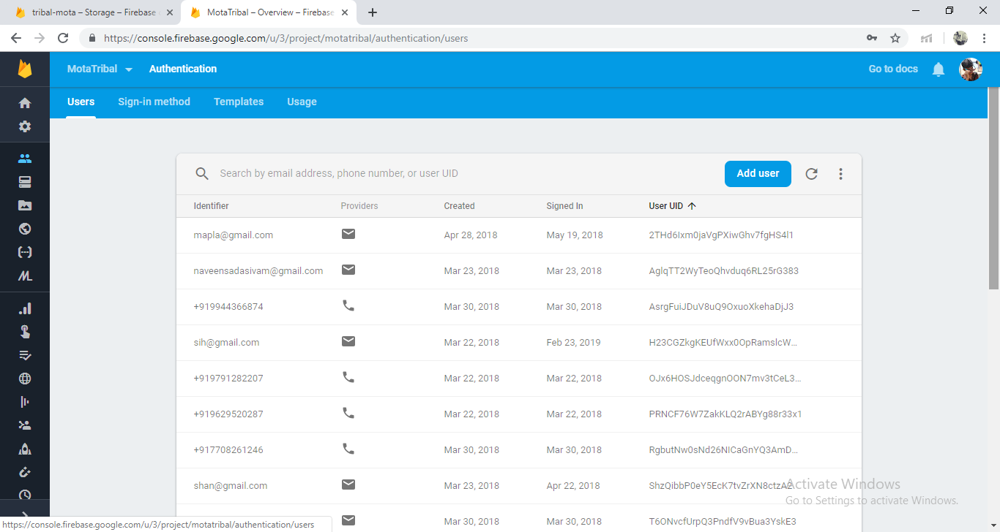 tribal-mota – Storage – Firebase
MotaTribal – Overview – Firebase
https://console.firebase.google.com/u/3/project/motatribal/authentication/users
MotaTribal Authentication Go to docs
Users Sign-in method Templates Usage
Search by email address, phone number, or user UID Add user
Identifier Providers Created Signed In User UID
mapla@gmail.com Apr 28, 2018 May 19, 2018 2THd6Ixm0jaVgPXiwGhv7fgHS4l1
naveensadasivam@gmail.com Mar 23, 2018 Mar 23, 2018 AglqTT2WyTeoQhvduq6RL25rG383
+919944366874 Mar 30, 2018 Mar 30, 2018 AsrgFuiJDuV8uQ9OxuoXkehaDjJ3
sih@gmail.com Mar 22, 2018 Feb 23, 2019 H23CGZkgKEUfWxx0OpRamslcW...
+919791282207 Mar 22, 2018 Mar 22, 2018 OJx6HOSJdceqgnOON7mv3tCeL3...
+919629520287 Mar 22, 2018 Mar 22, 2018 PRNCF76W7ZakKLQ2rABYg88r33x1
+917708261246 Mar 30, 2018 Mar 30, 2018 RgbutNw0sNd26NICaGnYQ3AmD...
shan@gmail.com Mar 23, 2018 Apr 22, 2018 ShzQibbP0eY5EcK7tvZrXN8ctzA2
Activate Windows
Go to Settings to activate Windows.
Mar 30, 2018 Mar 30, 2018 T6ONvcfUrpQ3PndfV9vBua3YskE3
https://console.firebase.google.com/u/3/project/motatribal/authentication/users